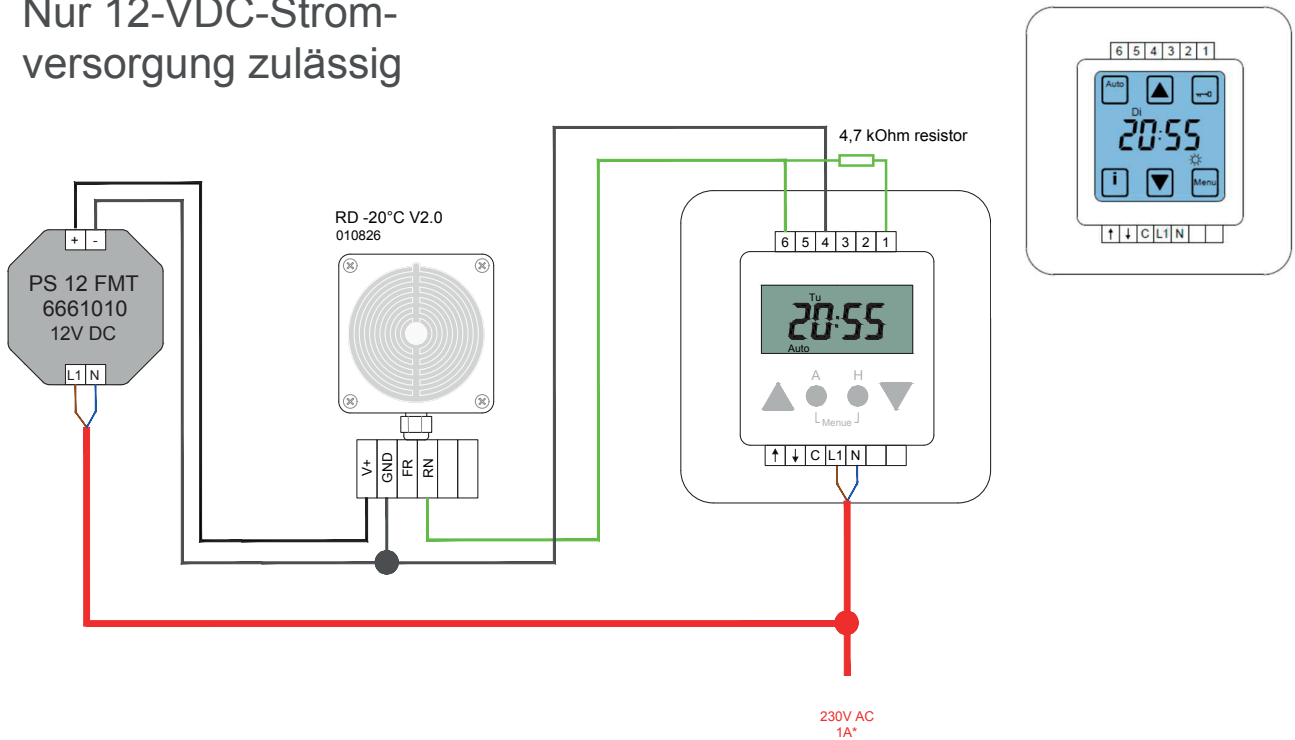 Nur 12-VDC-Strom-
versorgung zulässig
6 5 4 3 2 1
Auto
Di
20:55
i
Menu
↑ ↓ C L1 N
4,7 kOhm resistor
RD -20°C V2.0
010826
+ -
PS 12 FMT
6661010
12V DC
L1 N
V+ GND FR RN
6 5 4 3 2 1
Tu
20:55
Auto
A H
Menue
↑ ↓ C L1 N
230V AC
1A*